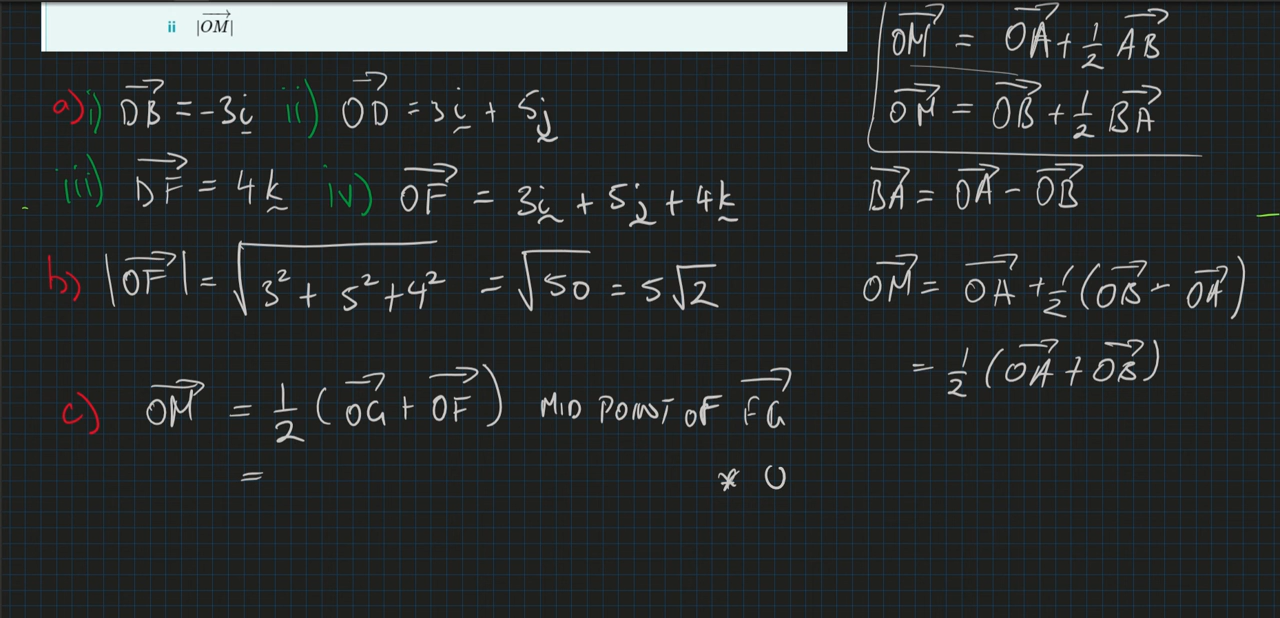 ii |OM|
a) i) DB = -3i ii) OD = 3i + 5j
iii) DF = 4k iv) OF = 3i + 5j + 4k
b) |OF| = √3² + 5² + 4² = √50 = 5√2
c) OM = 1/2 (OG + OF) MID POINT OF FG
= * O
OM = OA + 1/2 AB
OM = OB + 1/2 BA
BA = OA - OB
OM = OA + 1/2 (OB - OA)
= 1/2 (OA + OB)